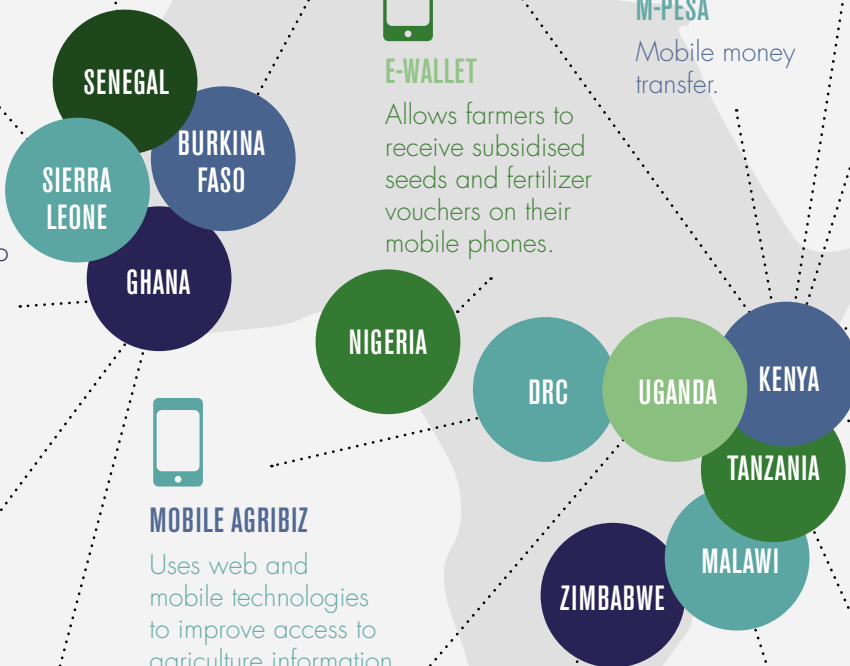 M-PESA
Mobile money
transfer.
E-WALLET
Allows farmers to
receive subsidised
seeds and fertilizer
vouchers on their
mobile phones.
SENEGAL
BURKINA
FASO
SIERRA
LEONE
GHANA
NIGERIA
DRC
UGANDA
KENYA
TANZANIA
MALAWI
ZIMBABWE
MOBILE AGRIBIZ
Uses web and
mobile technologies
to improve access to
agriculture information